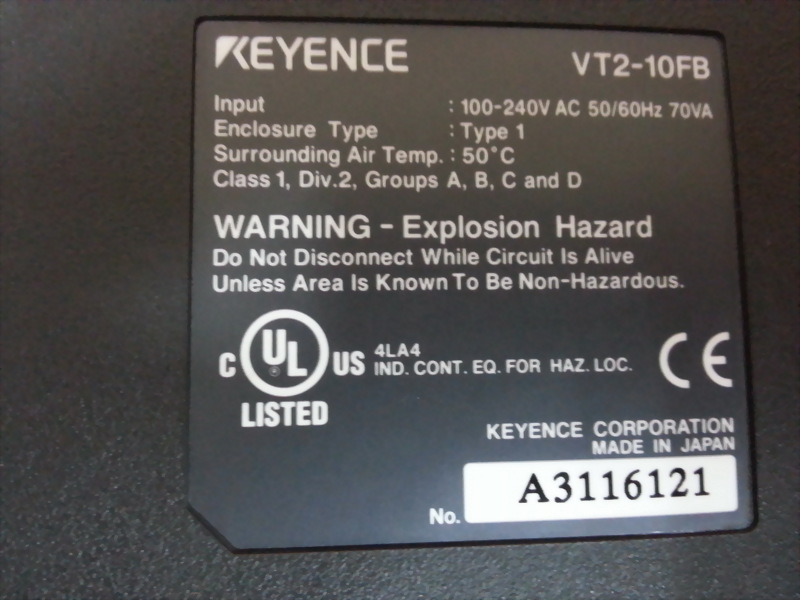 KEYENCE VT2-10FB
Input : 100-240V AC 50/60Hz 70VA
Enclosure Type : Type 1
Surrounding Air Temp. : 50°C
Class 1, Div.2, Groups A, B, C and D
WARNING - Explosion Hazard
Do Not Disconnect While Circuit Is Alive
Unless Area Is Known To Be Non-Hazardous.
C UL US 4LA4
IND. CONT. EQ. FOR HAZ. LOC. CE
LISTED
KEYENCE CORPORATION
MADE IN JAPAN
No. A3116121